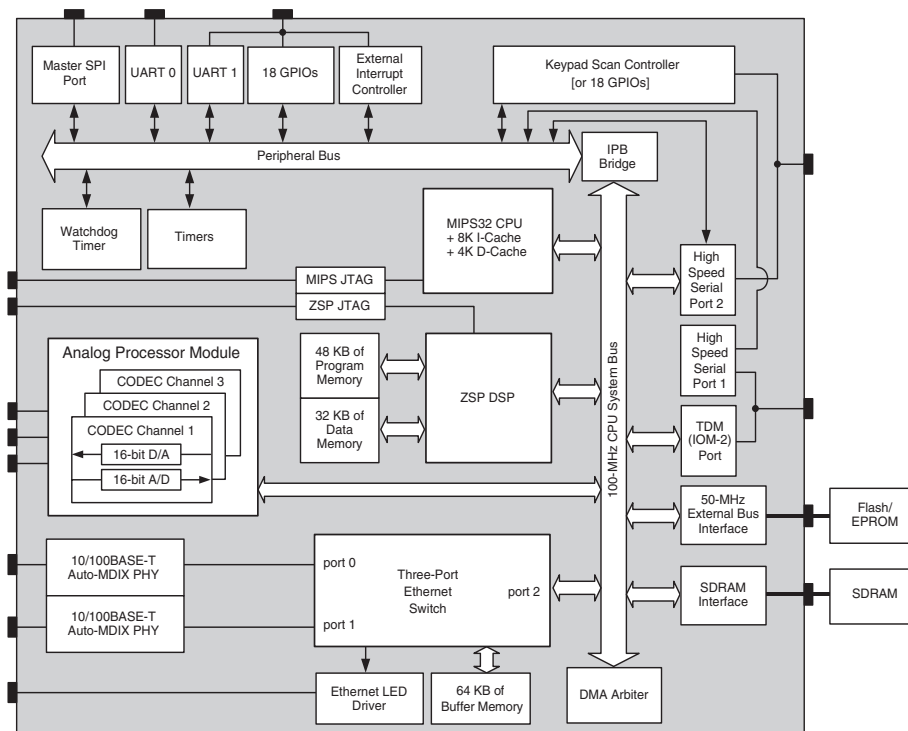 Master SPI
Port
UART 0
UART 1
18 GPIOs
External
Interrupt
Controller
Keypad Scan Controller
[or 18 GPIOs]
Peripheral Bus
IPB
Bridge
Watchdog
Timer
Timers
MIPS32 CPU
+ 8K I-Cache
+ 4K D-Cache
High
Speed
Serial
Port 2
MIPS JTAG
ZSP JTAG
Analog Processor Module
CODEC Channel 3
CODEC Channel 2
CODEC Channel 1
16-bit D/A
16-bit A/D
48 KB of
Program
Memory
32 KB of
Data
Memory
ZSP DSP
100-MHz CPU System Bus
High
Speed
Serial
Port 1
TDM
(IOM-2)
Port
50-MHz
External Bus
Interface
Flash/
EPROM
10/100BASE-T
Auto-MDIX PHY
10/100BASE-T
Auto-MDIX PHY
port 0
Three-Port
Ethernet
Switch
port 2
port 1
SDRAM
Interface
SDRAM
Ethernet LED
Driver
64 KB of
Buffer Memory
DMA Arbiter